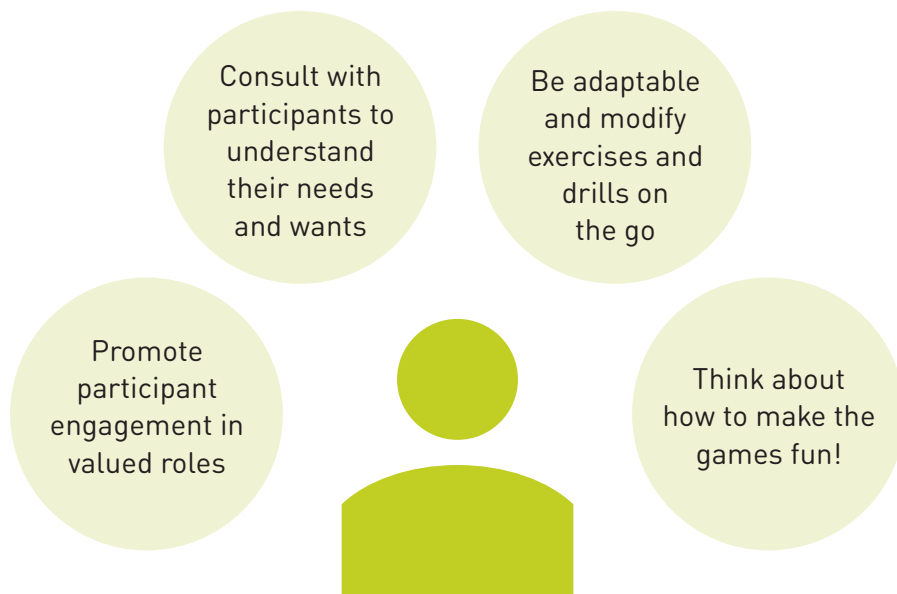 Consult with
participants to
understand
their needs
and wants
Be adaptable
and modify
exercises and
drills on
the go
Promote
participant
engagement in
valued roles
Think about
how to make the
games fun!